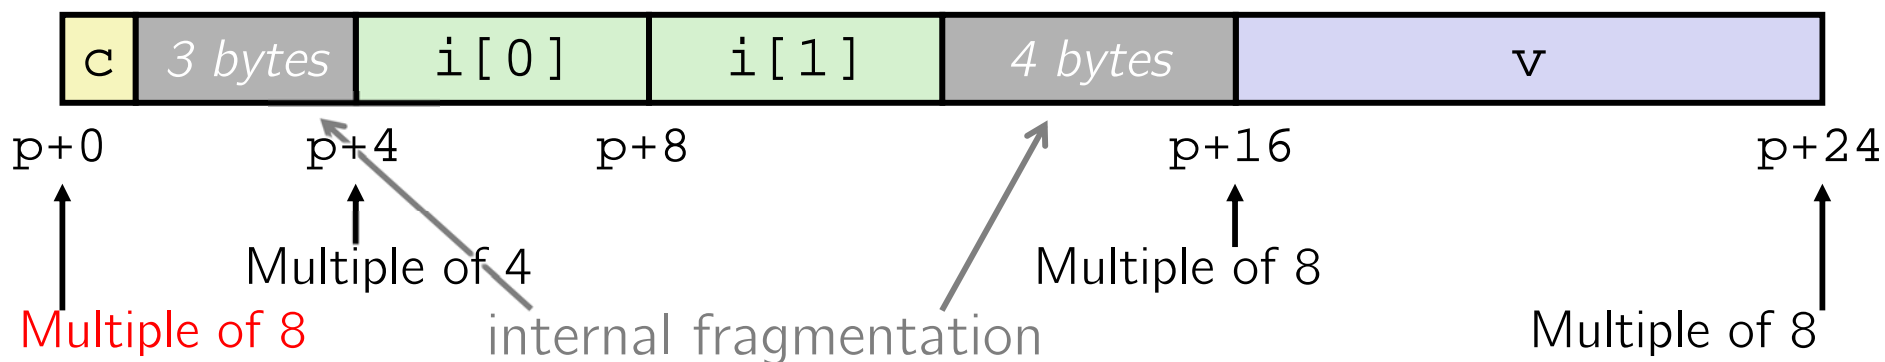 c 3 bytes i[0] i[1] 4 bytes v
p+0 p+4 p+8 p+16 p+24
Multiple of 4 Multiple of 8
Multiple of 8 internal fragmentation Multiple of 8